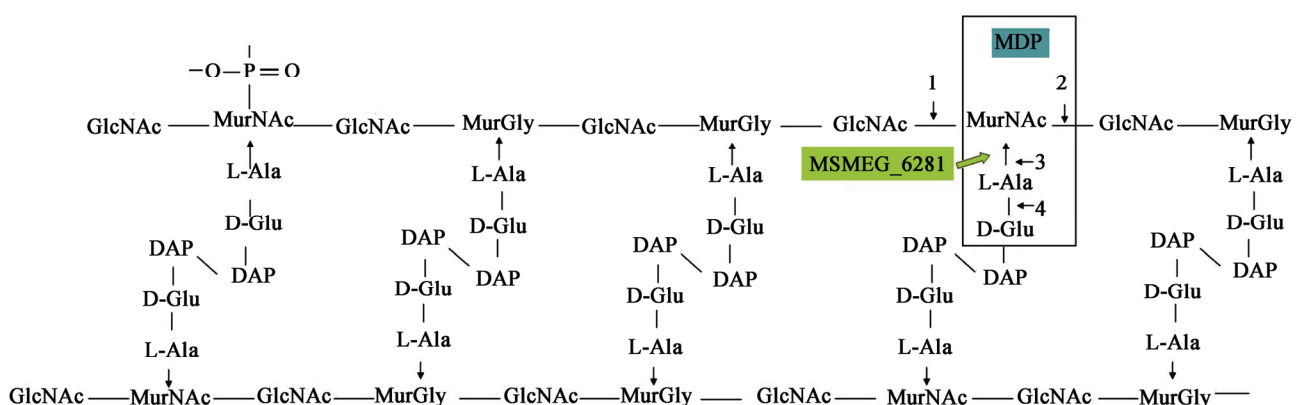 MDP
–O–P=O
1
2
GlcNAc MurNAc GlcNAc MurGly GlcNAc MurGly GlcNAc MurNAc GlcNAc MurGly
MSMEG_6281
3
L-Ala L-Ala L-Ala L-Ala L-Ala
4
D-Glu D-Glu D-Glu D-Glu D-Glu
DAP DAP DAP DAP DAP
DAP DAP DAP DAP DAP
D-Glu D-Glu D-Glu D-Glu D-Glu
L-Ala L-Ala L-Ala L-Ala L-Ala
GlcNAc MurNAc GlcNAc MurGly GlcNAc MurGly GlcNAc MurNAc GlcNAc MurGly